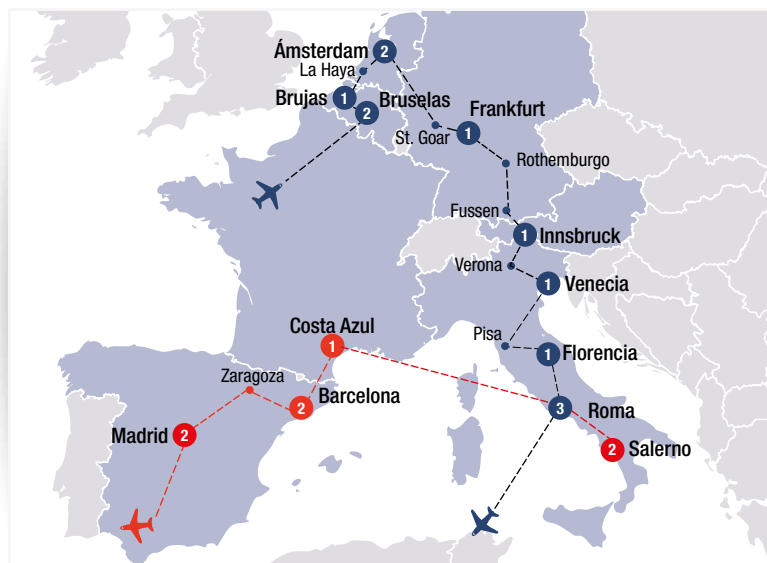 Ámsterdam
2
La Haya
Brujas
1
Bruselas
2
Frankfurt
1
St. Goar
Rothemburgo
Fussen
1
Innsbruck
Verona
1
Venecia
Costa Azul
1
Pisa
1
Florencia
Zaragoza
Barcelona
2
3
Roma
Madrid
2
2
Salerno